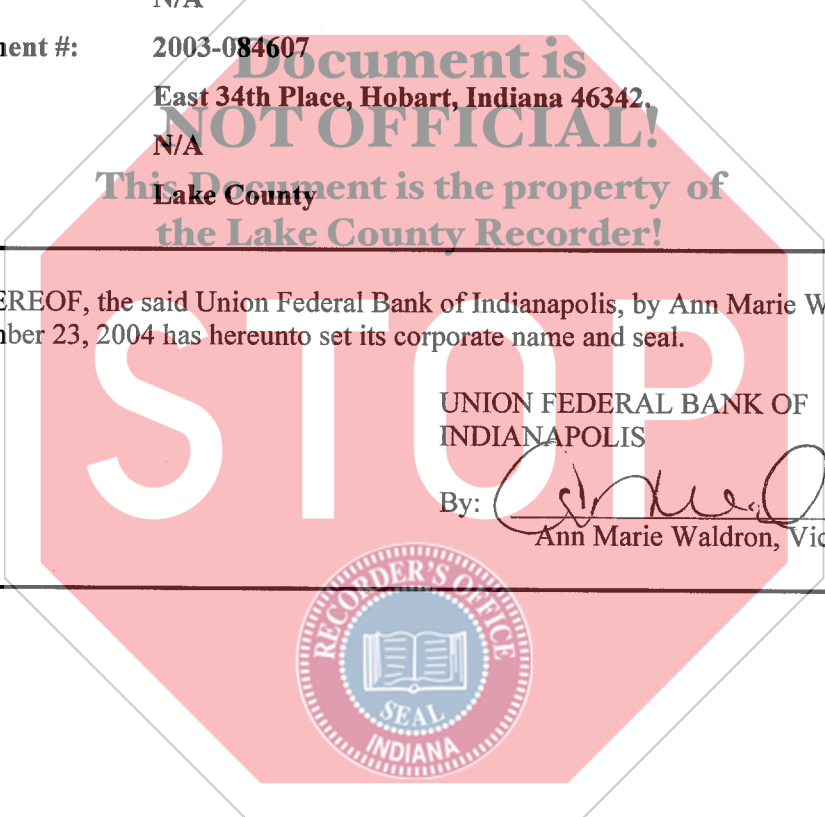 N/A
ent #: 2003-084607
Document is
East 34th Place, Hobart, Indiana 46342.
NOT OFFICIAL!
N/A
This Document is the property of
Lake County
the Lake County Recorder!
EREOF, the said Union Federal Bank of Indianapolis, by Ann Marie W
ber 23, 2004 has hereunto set its corporate name and seal.
STOP
UNION FEDERAL BANK OF
INDIANAPOLIS
By:
Ann Marie Waldron, Vic
RECORDER'S OFFICE
SEAL
INDIANA